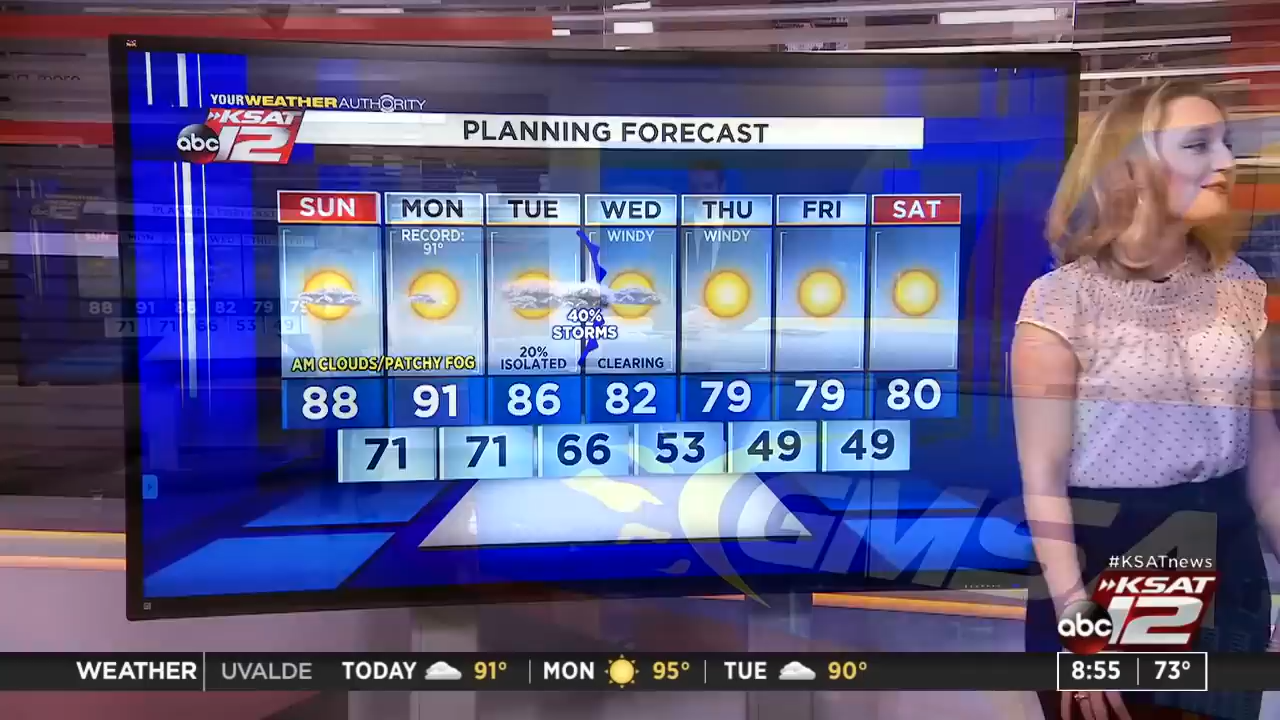 YOUR WEATHER AUTHORITY
KSAT
abc 12
PLANNING FORECAST
SUN MON TUE WED THU FRI SAT
RECORD: 91° WINDY WINDY
40% STORMS
AM CLOUDS/PATCHY FOG 20% ISOLATED CLEARING
88 91 86 82 79 79 80
71 71 66 53 49 49
GMSA
#KSATnews
KSAT
abc 12
WEATHER UVALDE TODAY 91° MON 95° TUE 90° 8:55 73°